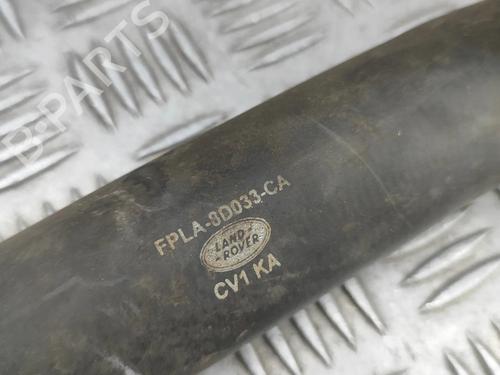 B-PARTS
FPLA-8D033-CA
LAND
ROVER
CV1 KA